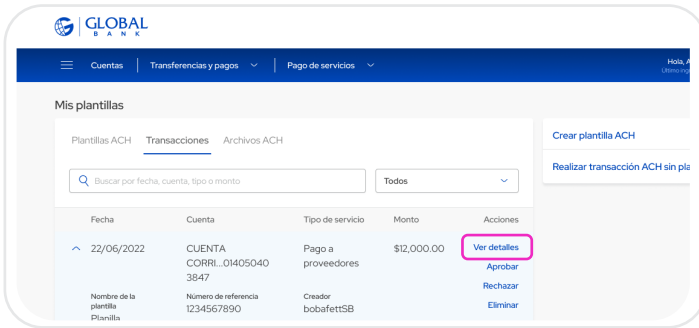 GLOBAL
BANK
Cuentas Transferencias y pagos Pago de servicios Hola, A
Último ing
Mis plantillas
Plantillas ACH Transacciones Archivos ACH
Crear plantilla ACH
Realizar transacción ACH sin pla
Buscar por fecha, cuenta, tipo o monto Todos
Fecha Cuenta Tipo de servicio Monto Acciones
22/06/2022 CUENTA Pago a $12,000.00 Ver detalles
CORRI...01405040 proveedores Aprobar
3847 Rechazar
Nombre de la Número de referencia Creador Eliminar
plantilla 1234567890 bobafettSB
Planilla